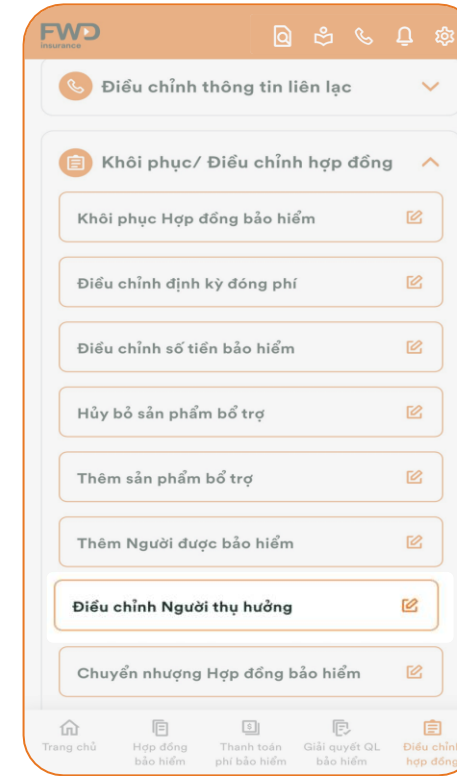 FWD
insurance
Điều chỉnh thông tin liên lạc
Khôi phục/ Điều chỉnh hợp đồng
Khôi phục Hợp đồng bảo hiểm
Điều chỉnh định kỳ đóng phí
Điều chỉnh số tiền bảo hiểm
Hủy bỏ sản phẩm bổ trợ
Thêm sản phẩm bổ trợ
Thêm Người được bảo hiểm
Điều chỉnh Người thụ hưởng
Chuyển nhượng Hợp đồng bảo hiểm
Trang chủ
Hợp đồng
bảo hiểm
Thanh toán
phí bảo hiểm
Giải quyết QL
bảo hiểm
Điều chỉnh
hợp đồng